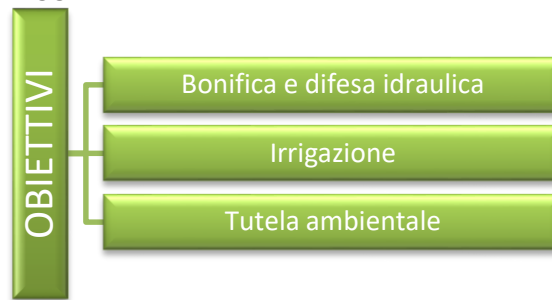 OBIETTIVI
Bonifica e difesa idraulica
Irrigazione
Tutela ambientale